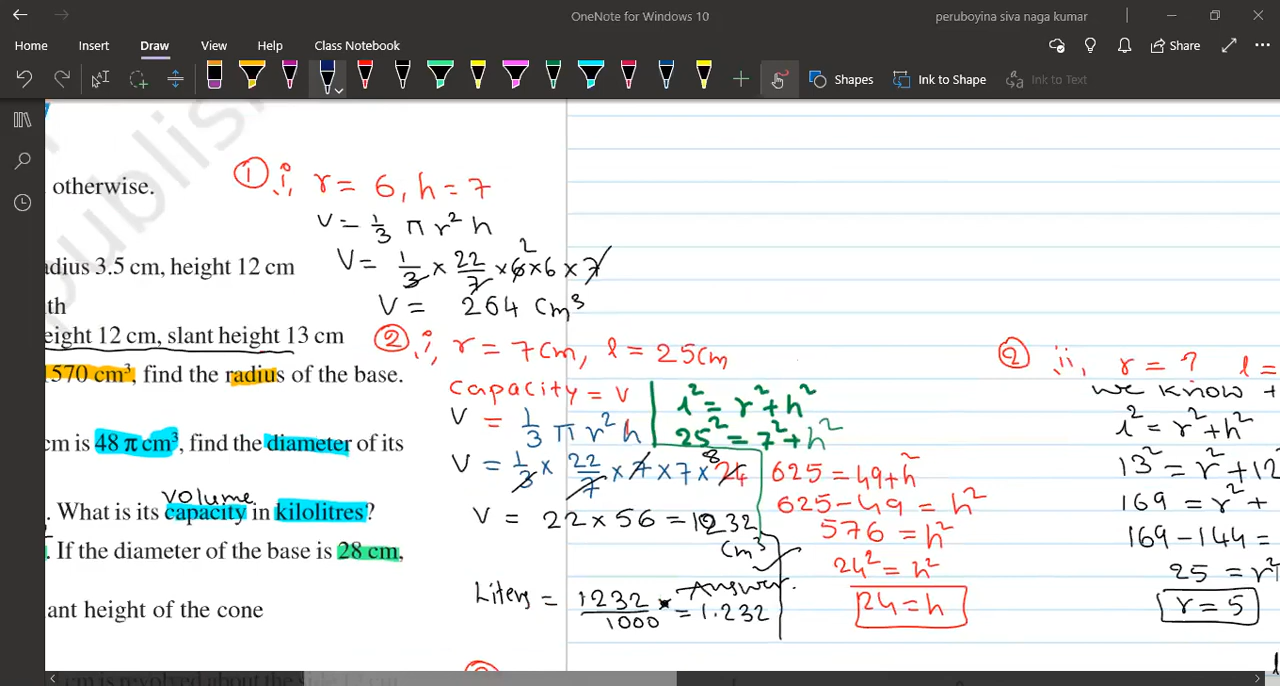 OneNote for Windows 10
peruboyina siva naga kumar
Home Insert Draw View Help Class Notebook Share
Shapes Ink to Shape Ink to Text
publis
otherwise.
adius 3.5 cm, height 12 cm
th
eight 12 cm, slant height 13 cm
1570 cm³, find the radius of the base.
cm is 48 π cm³, find the diameter of its
volume
. What is its capacity in kilolitres?
. If the diameter of the base is 28 cm,
ant height of the cone
① i, r = 6, h = 7
V = 1/3 π r² h
V = 1/3 × 22/7 × 6² × 6 × 7
V = 264 cm³
② i, r = 7cm, l = 25cm
capacity = V
V = 1/3 π r² h
V = 1/3 × 22/7 × 7 × 7 × 24 8
V = 22 × 56 = 1232
cm³
Answer.
Liters = 1232/1000 = 1.232
l² = r² + h²
25² = 7² + h²
625 = 49 + h²
625 - 49 = h²
576 = h²
24² = h²
24 = h
② ii, r = ? l =
we know
l² = r² + h²
13² = r² + 12
169 = r² +
169 - 144 =
25 = r²
r = 5